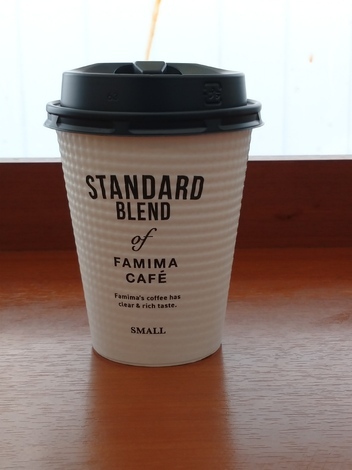 STANDARD
BLEND
of
FAMIMA
CAFÉ
Famima's coffee has
clear & rich taste.
SMALL